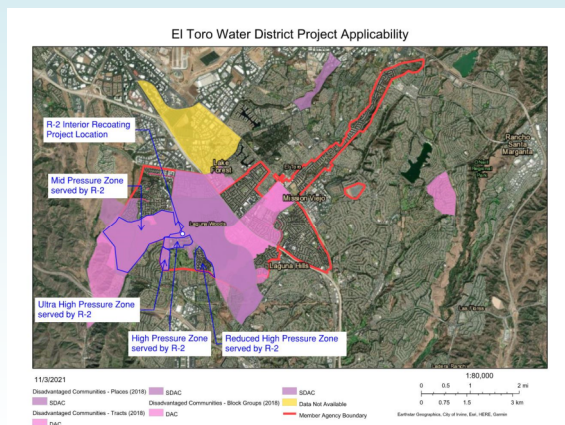 El Toro Water District Project Applicability
R-2 Interior Recoating
Project Location
Mid Pressure Zone
served by R-2
Lake
Forest
Rancho
Santa
Margarita
Mission Viejo
Laguna Woods
Laguna Hills
Ultra High Pressure Zone
served by R-2
High Pressure Zone
served by R-2
Reduced High Pressure Zone
served by R-2
11/3/2021
Disadvantaged Communities - Places (2018)
SDAC
Disadvantaged Communities - Tracts (2018)
DAC
SDAC
Disadvantaged Communities - Block Groups (2018)
DAC
SDAC
Data Not Available
Member Agency Boundary
1:80,000
0 0.5 1 2 mi
0 0.75 1.5 3 km
Earthstar Geographics, City of Irvine, Esri, HERE, Garmin